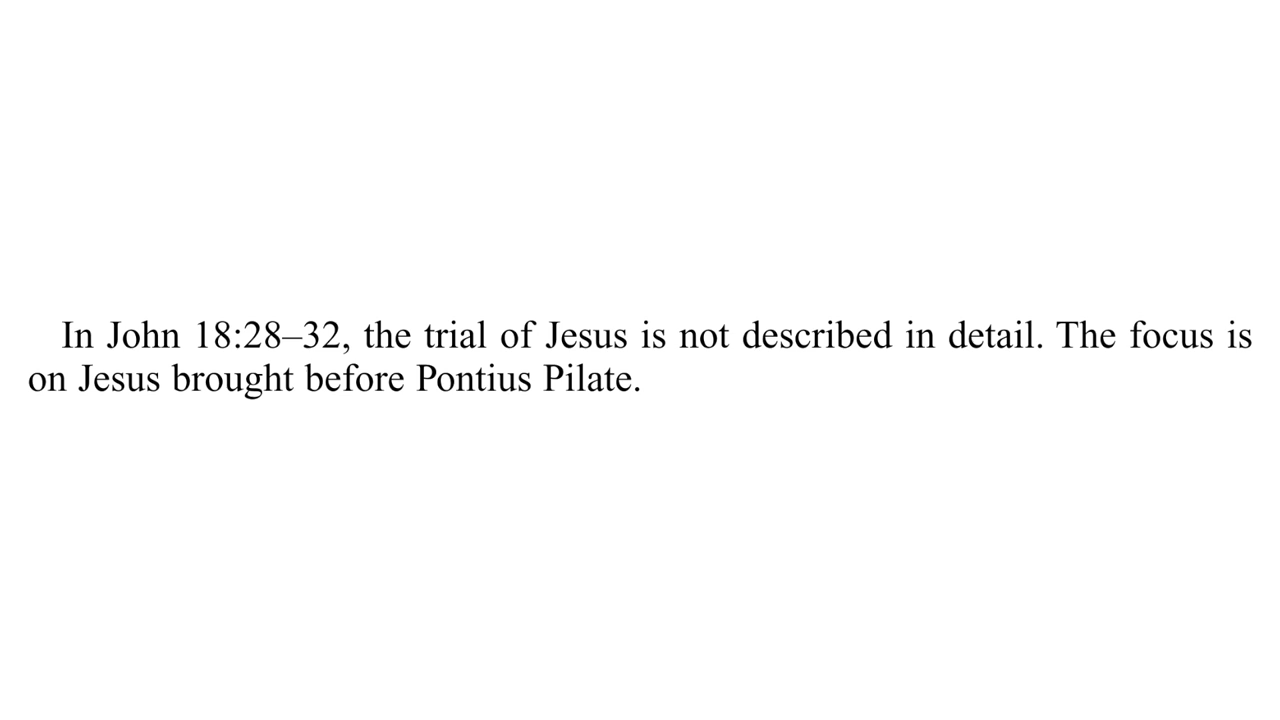 In John 18:28–32, the trial of Jesus is not described in detail. The focus is
on Jesus brought before Pontius Pilate.